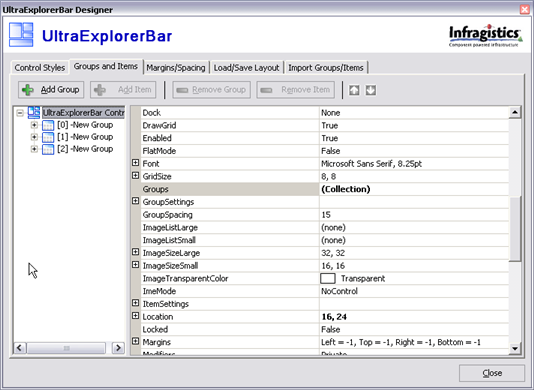 UltraExplorerBar Designer
UltraExplorerBar
Infragistics
Component powered infrastructure
Control Styles Groups and Items Margins/Spacing Load/Save Layout Import Groups/Items
Add Group Add Item Remove Group Remove Item
UltraExplorerBar Contr
[0] -New Group
[1] -New Group
[2] -New Group
Dock None
DrawGrid True
Enabled True
FlatMode False
Font Microsoft Sans Serif, 8.25pt
GridSize 8, 8
Groups (Collection)
GroupSettings
GroupSpacing 15
ImageListLarge (none)
ImageListSmall (none)
ImageSizeLarge 32, 32
ImageSizeSmall 16, 16
ImageTransparentColor Transparent
ImeMode NoControl
ItemSettings
Location 16, 24
Locked False
Margins Left = -1, Top = -1, Right = -1, Bottom = -1
Modifiers Private
Close